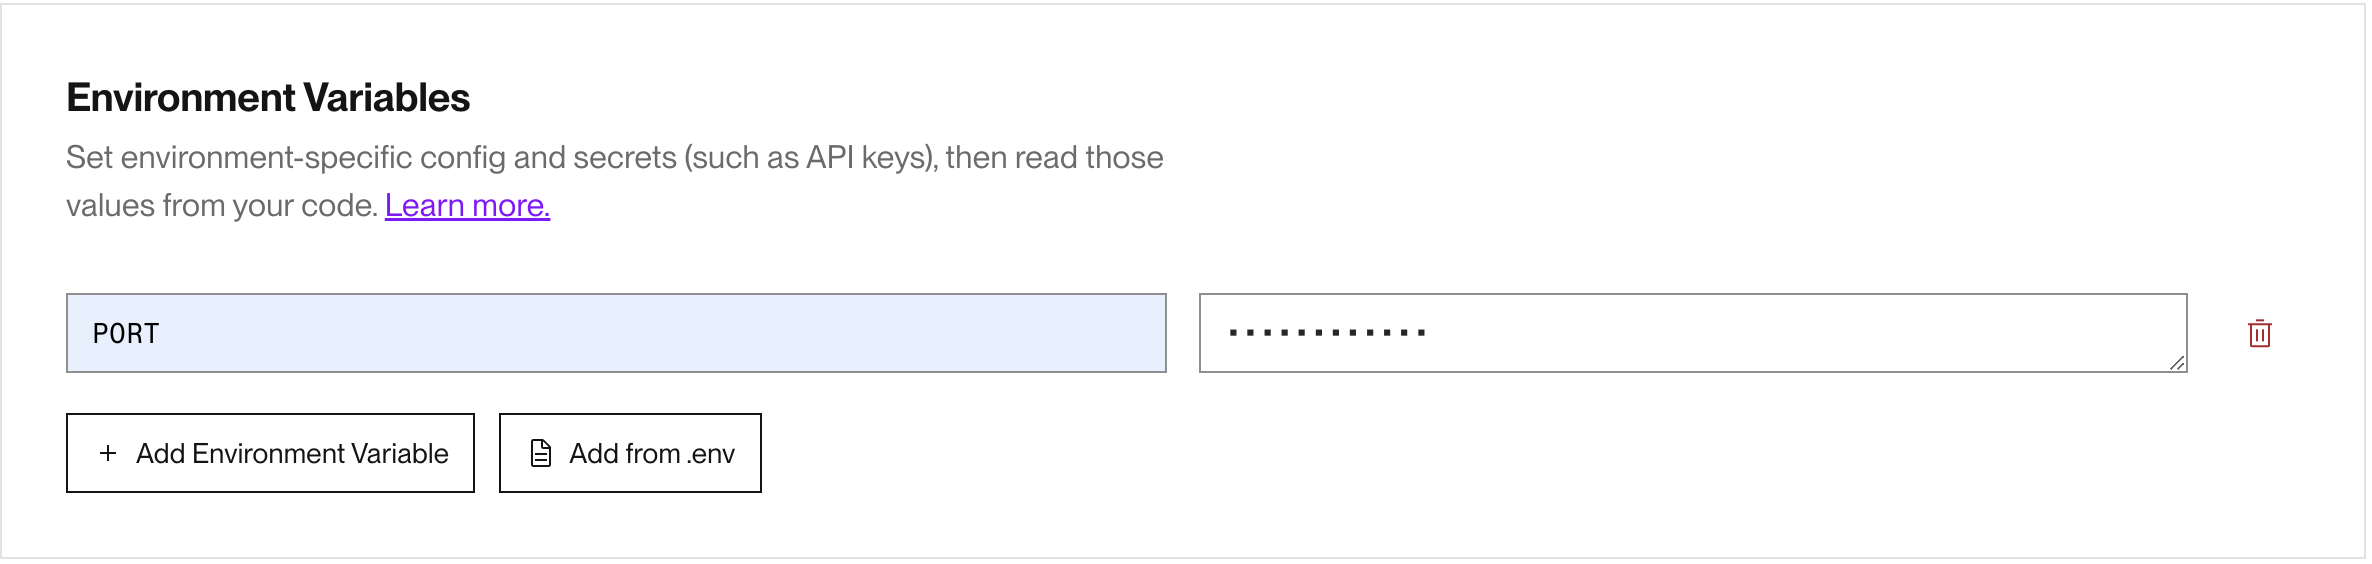 Environment Variables
Set environment-specific config and secrets (such as API keys), then read those
values from your code. Learn more.
PORT
············
+ Add Environment Variable
Add from .env